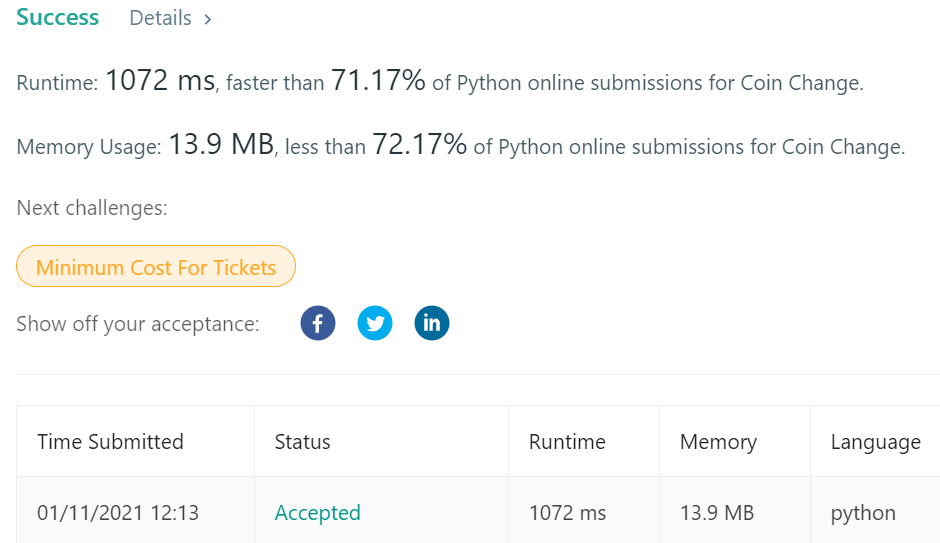 Success Details >
Runtime: 1072 ms, faster than 71.17% of Python online submissions for Coin Change.
Memory Usage: 13.9 MB, less than 72.17% of Python online submissions for Coin Change.
Next challenges:
Minimum Cost For Tickets
Show off your acceptance:
Time Submitted Status Runtime Memory Language
01/11/2021 12:13 Accepted 1072 ms 13.9 MB python